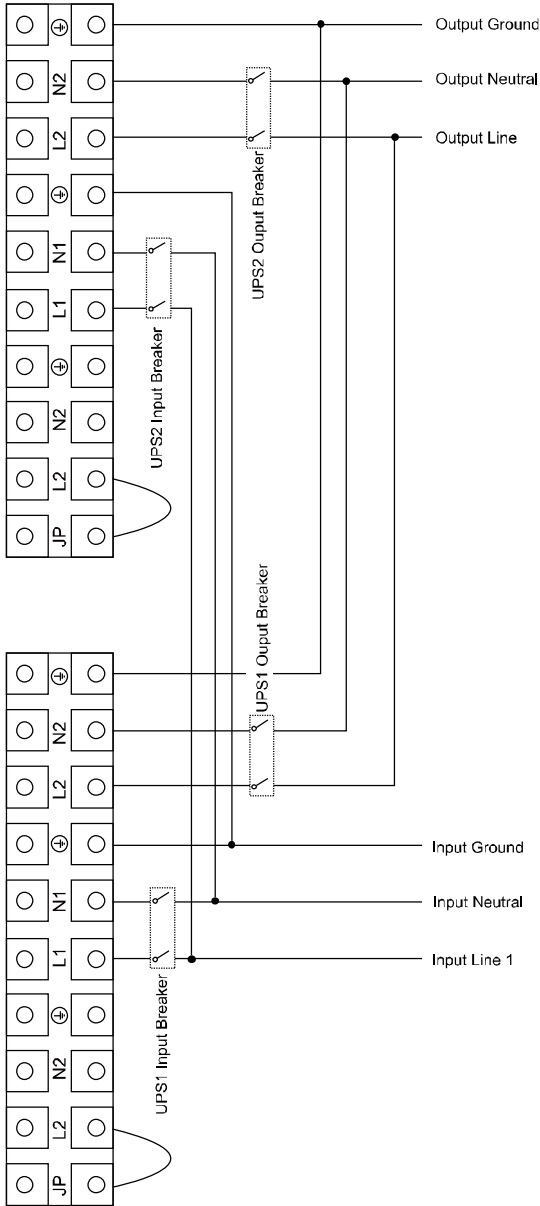 Output Ground
N2
Output Neutral
L2
Output Line
UPS2 Ouput Breaker
N1
L1
UPS2 Input Breaker
N2
L2
JP
UPS1 Ouput Breaker
N2
L2
Input Ground
N1
Input Neutral
L1
Input Line 1
UPS1 Input Breaker
N2
L2
JP